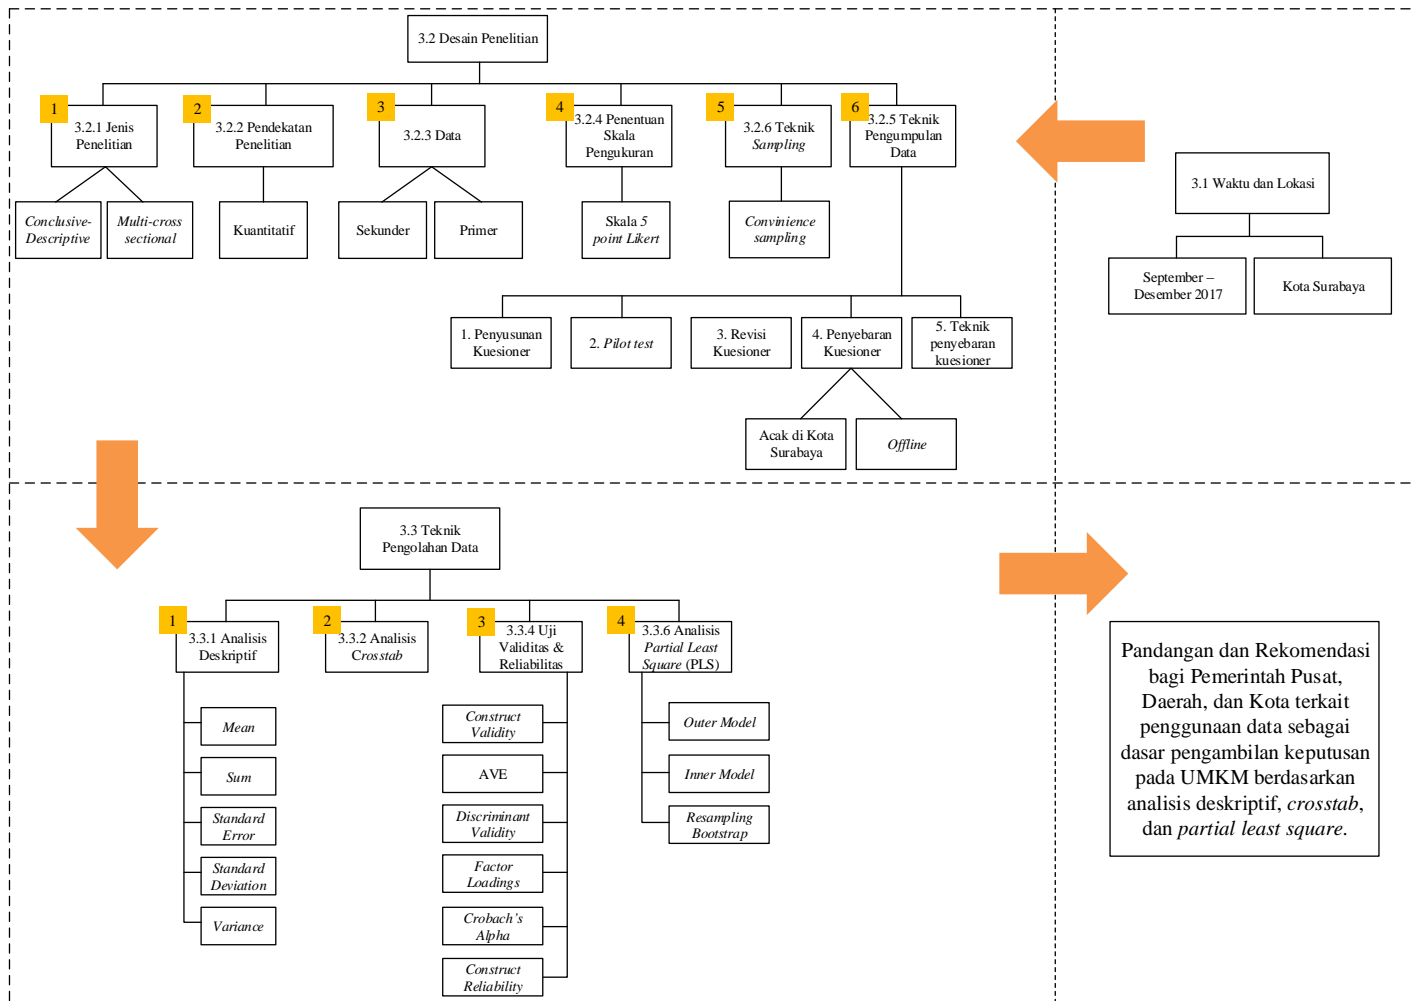 3.2 Desain Penelitian
1
3.2.1 Jenis
Penelitian
2
3.2.2 Pendekatan
Penelitian
3
3.2.3 Data
4
3.2.4 Penentuan
Skala
Pengukuran
5
3.2.6 Teknik
Sampling
6
3.2.5 Teknik
Pengumpulan
Data
Conclusive-
Descriptive
Multi-cross
sectional
Kuantitatif
Sekunder
Primer
Skala 5
point Likert
Convinience
sampling
1. Penyusunan
Kuesioner
2. Pilot test
3. Revisi
Kuesioner
4. Penyebaran
Kuesioner
5. Teknik
penyebaran
kuesioner
Acak di Kota
Surabaya
Offline
3.1 Waktu dan Lokasi
September –
Desember 2017
Kota Surabaya
3.3 Teknik
Pengolahan Data
1
3.3.1 Analisis
Deskriptif
2
3.3.2 Analisis
Crosstab
3
3.3.4 Uji
Validitas &
Reliabilitas
4
3.3.6 Analisis
Partial Least
Square (PLS)
Mean
Sum
Standard
Error
Standard
Deviation
Variance
Construct
Validity
AVE
Discriminant
Validity
Factor
Loadings
Crobach's
Alpha
Construct
Reliability
Outer Model
Inner Model
Resampling
Bootstrap
Pandangan dan Rekomendasi
bagi Pemerintah Pusat,
Daerah, dan Kota terkait
penggunaan data sebagai
dasar pengambilan keputusan
pada UMKM berdasarkan
analisis deskriptif, crosstab,
dan partial least square.